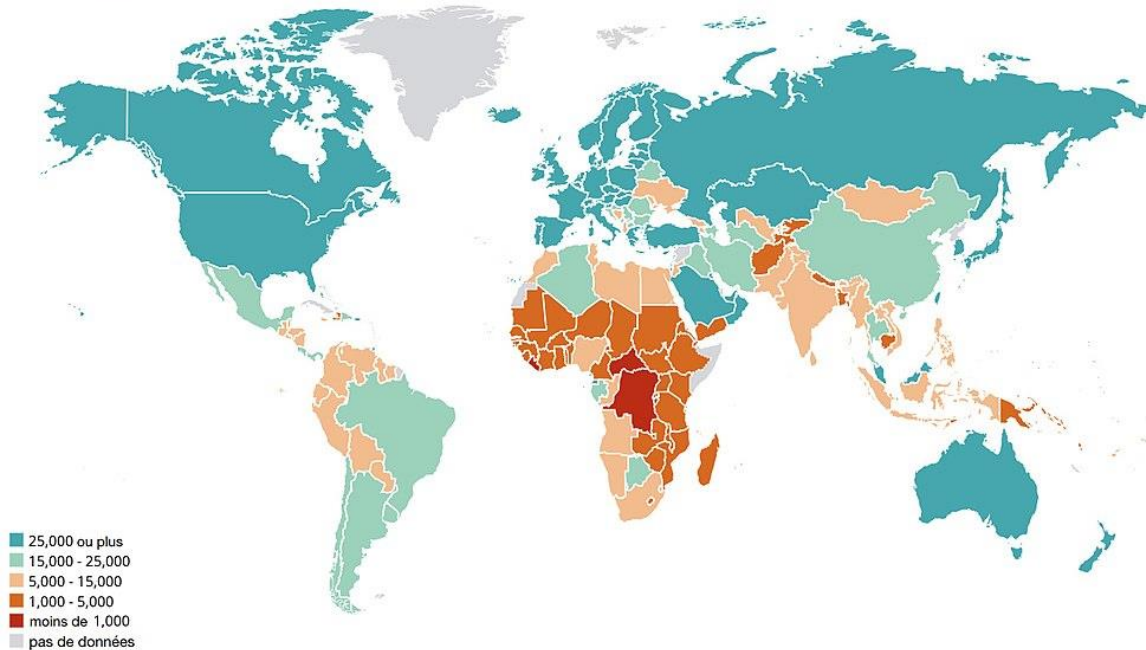 25,000 ou plus
15,000 - 25,000
5,000 - 15,000
1,000 - 5,000
moins de 1,000
pas de données